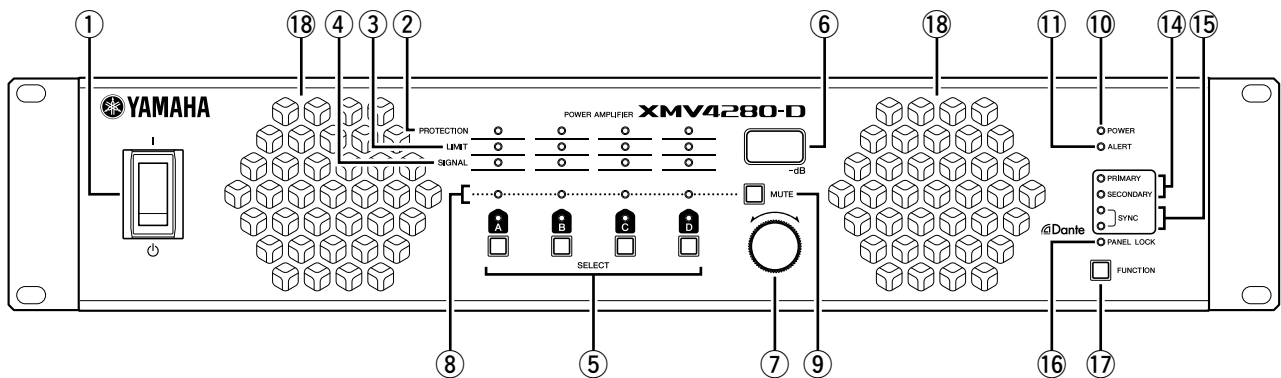 ① ⑱ ④ ③ ② ⑥ ⑱ ⑪ ⑩ ⑭ ⑮
YAMAHA
POWER AMPLIFIER XMV4280-D
PROTECTION
LIMIT
SIGNAL
-dB
MUTE
A B C D
SELECT
POWER
ALERT
PRIMARY
SECONDARY
SYNC
Dante
PANEL LOCK
FUNCTION
⑧ ⑤ ⑦ ⑨ ⑯ ⑰